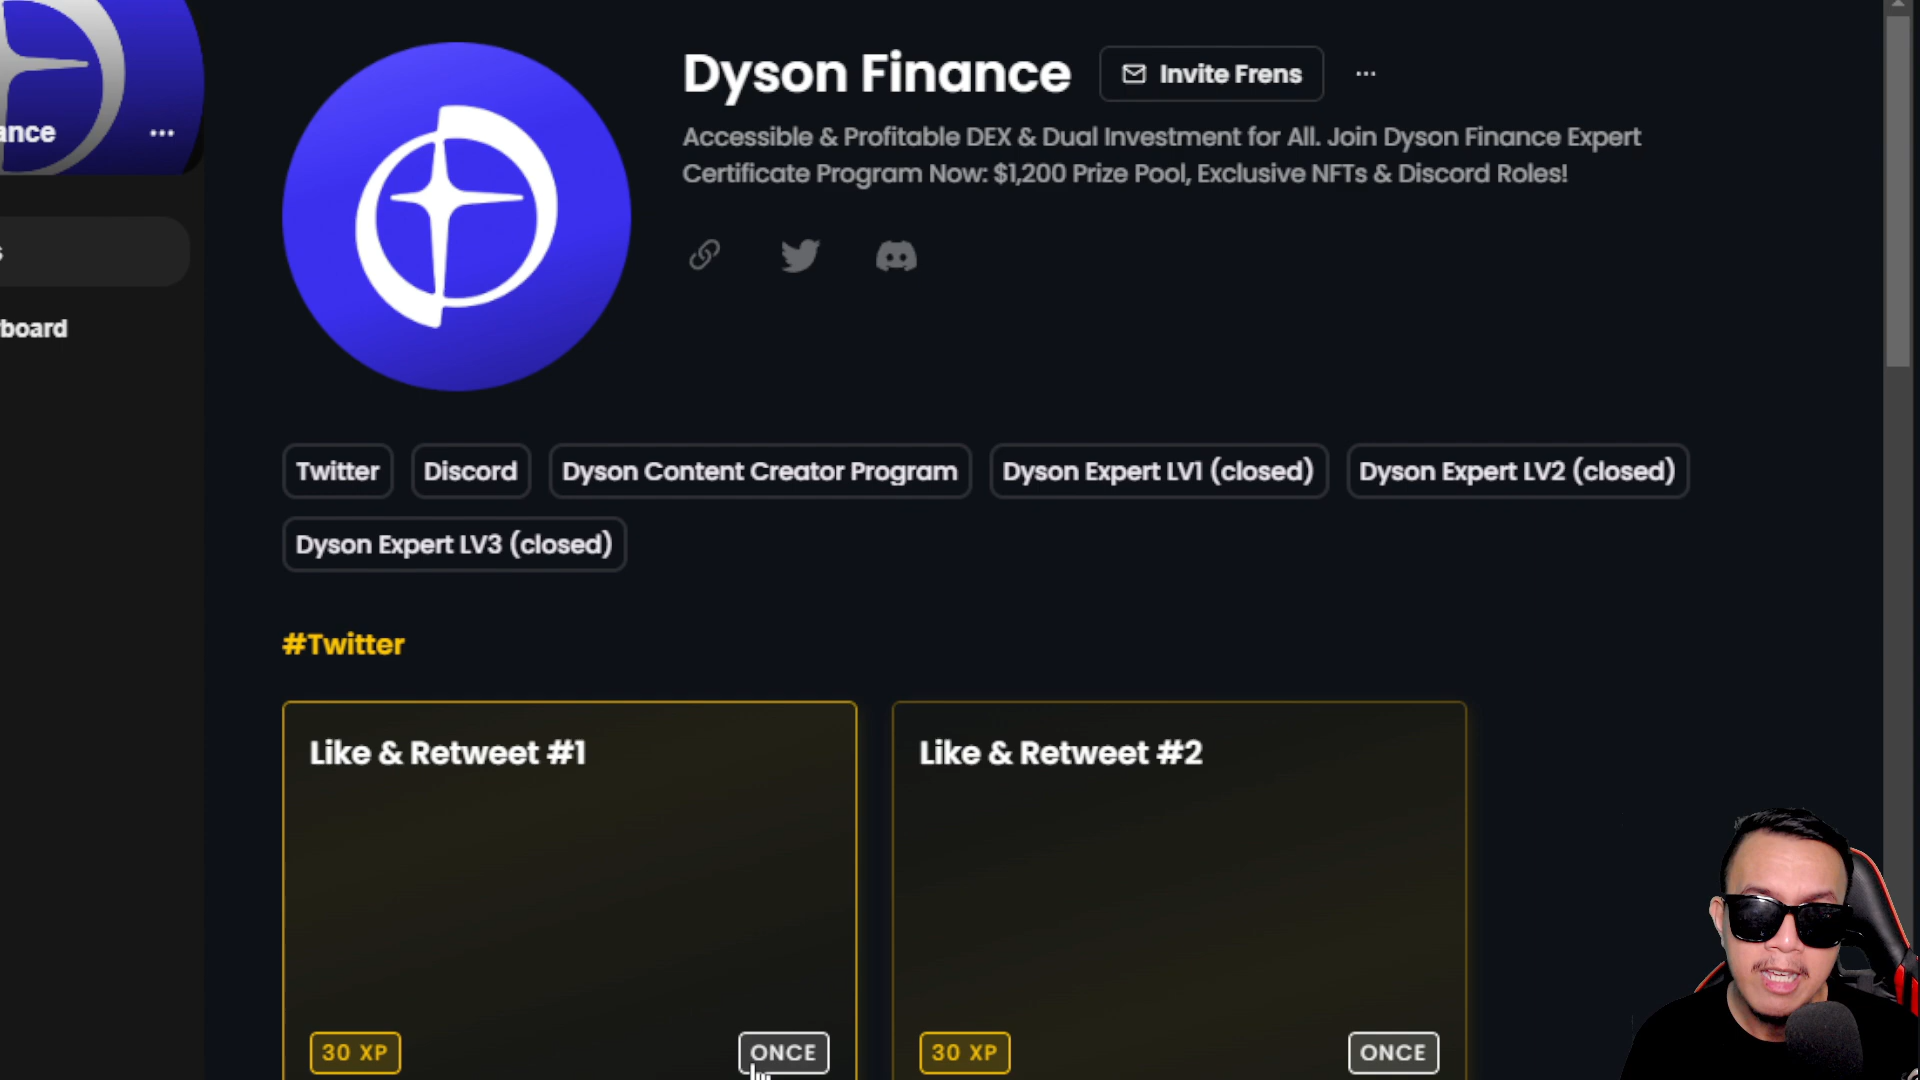 Dyson Finance
Invite Frens
Accessible & Profitable DEX & Dual Investment for All. Join Dyson Finance Expert
Certificate Program Now: $1,200 Prize Pool, Exclusive NFTs & Discord Roles!
ance
s
board
Twitter
Discord
Dyson Content Creator Program
Dyson Expert LV1 (closed)
Dyson Expert LV2 (closed)
Dyson Expert LV3 (closed)
#Twitter
Like & Retweet #1
Like & Retweet #2
30 XP
ONCE
30 XP
ONCE